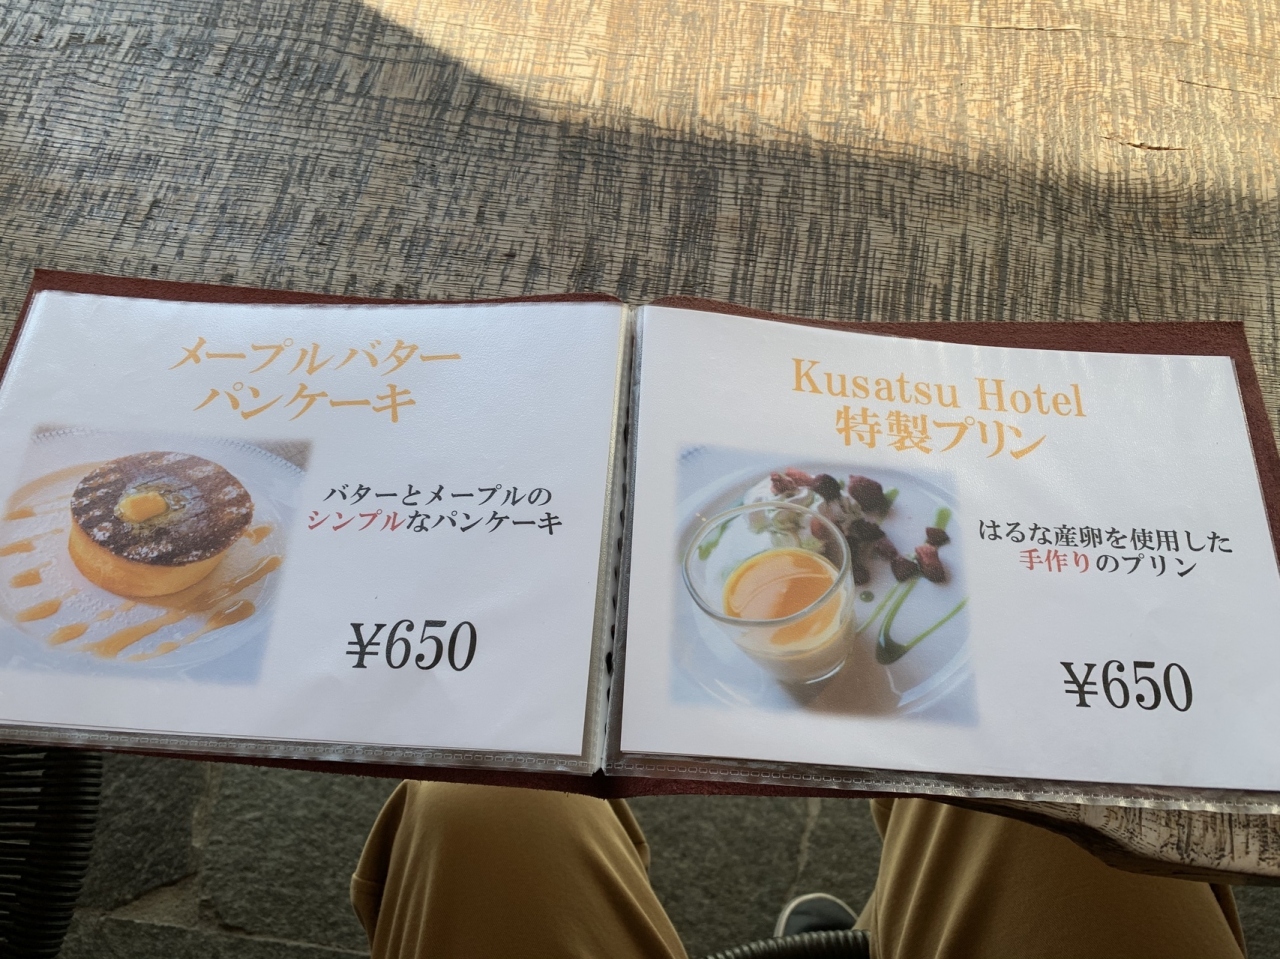 メープルバター
パンケーキ
バターとメープルの
シンプルなパンケーキ
¥650
Kusatsu Hotel
特製プリン
はるな産卵を使用した
手作りのプリン
¥650